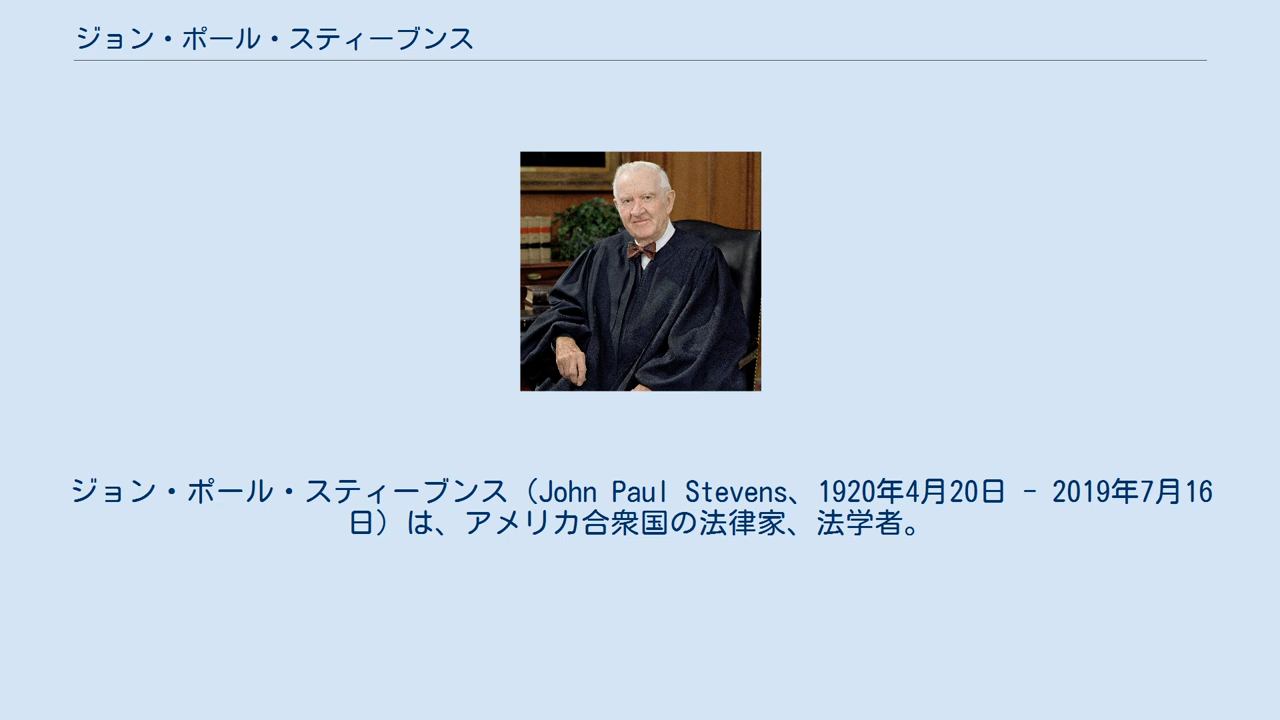 ジョン・ポール・スティーブンス
ジョン・ポール・スティーブンス（John Paul Stevens、1920年4月20日 - 2019年7月16
日）は、アメリカ合衆国の法律家、法学者。